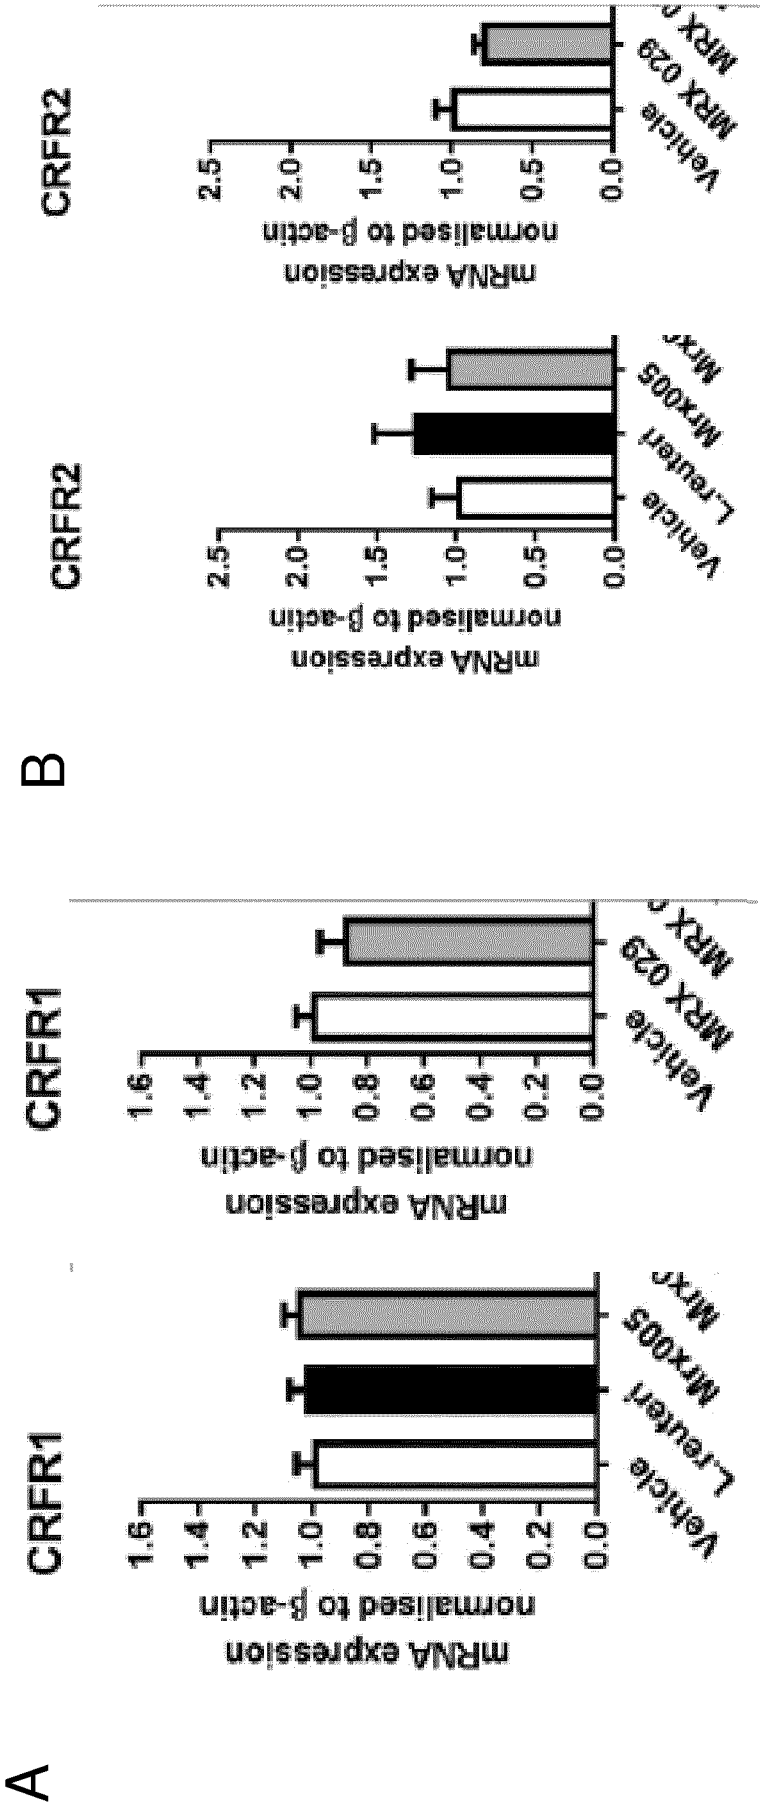 A
CRFR1
mRNA expression
normalised to β-actin
1.6
1.4
1.2
1.0
0.8
0.6
0.4
0.2
0.0
Vehicle
L.reuteri
Mrx005
CRFR1
mRNA expression
normalised to β-actin
1.6
1.4
1.2
1.0
0.8
0.6
0.4
0.2
0.0
Vehicle
MRX 029
MRX
B
CRFR2
mRNA expression
normalised to β-actin
2.5
2.0
1.5
1.0
0.5
0.0
Vehicle
L.reuteri
Mrx005
CRFR2
mRNA expression
normalised to β-actin
2.5
2.0
1.5
1.0
0.5
0.0
Vehicle
MRX 029
MRX